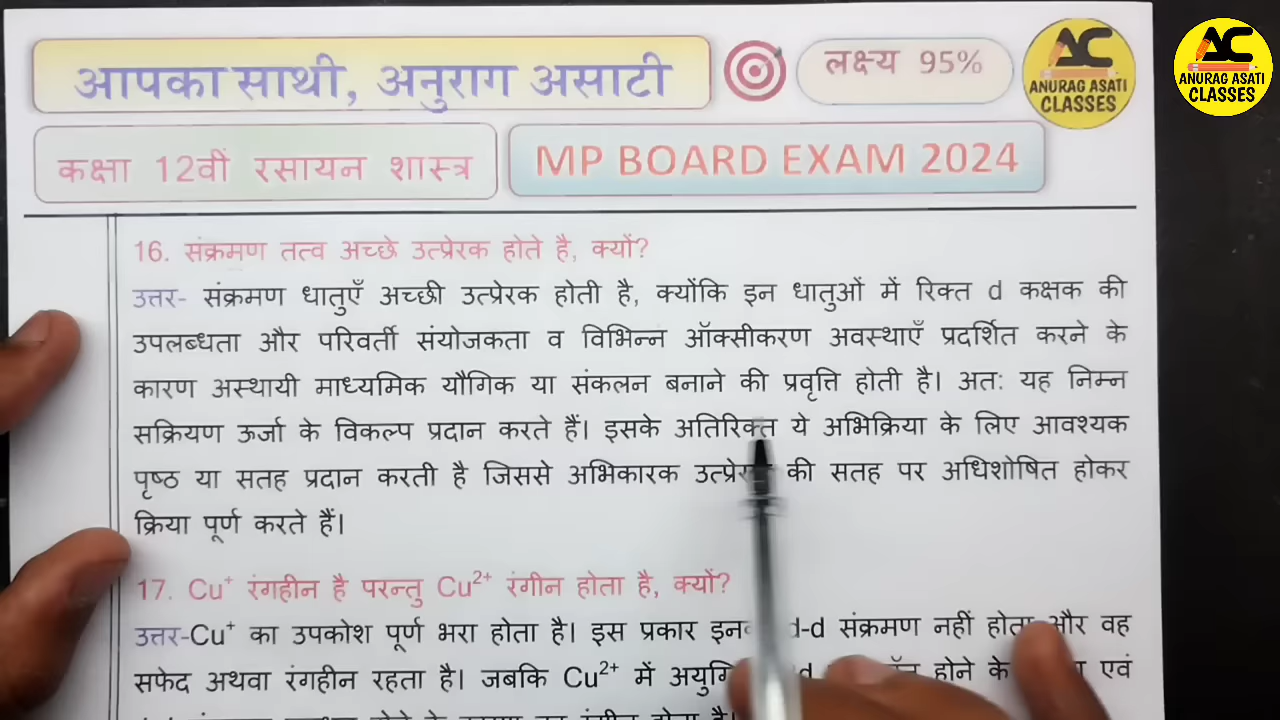 आपका साथी, अनुराग असाटी
लक्ष्य 95%
AC
ANURAG ASATI
CLASSES
AC
ANURAG ASATI
CLASSES
कक्षा 12वीं रसायन शास्त्र
MP BOARD EXAM 2024
16. संक्रमण तत्व अच्छे उत्प्रेरक होते है, क्यों?
उत्तर- संक्रमण धातुएँ अच्छी उत्प्रेरक होती है, क्योंकि इन धातुओं में रिक्त d कक्षक की
उपलब्धता और परिवर्ती संयोजकता व विभिन्न ऑक्सीकरण अवस्थाएँ प्रदर्शित करने के
कारण अस्थायी माध्यमिक यौगिक या संकलन बनाने की प्रवृत्ति होती है। अत: यह निम्न
सक्रियण ऊर्जा के विकल्प प्रदान करते हैं। इसके अतिरिक्त ये अभिक्रिया के लिए आवश्यक
पृष्ठ या सतह प्रदान करती है जिससे अभिकारक की सतह पर अधिशोषित होकर
क्रिया पूर्ण करते हैं।
17. Cu⁺ रंगहीन है परन्तु Cu²⁺ रंगीन होता है, क्यों?
उत्तर-Cu⁺ का उपकोश पूर्ण भरा होता है। इस प्रकार d-d संक्रमण नहीं होता और वह
सफेद अथवा रंगहीन रहता है। जबकि Cu²⁺ में होने के एवं